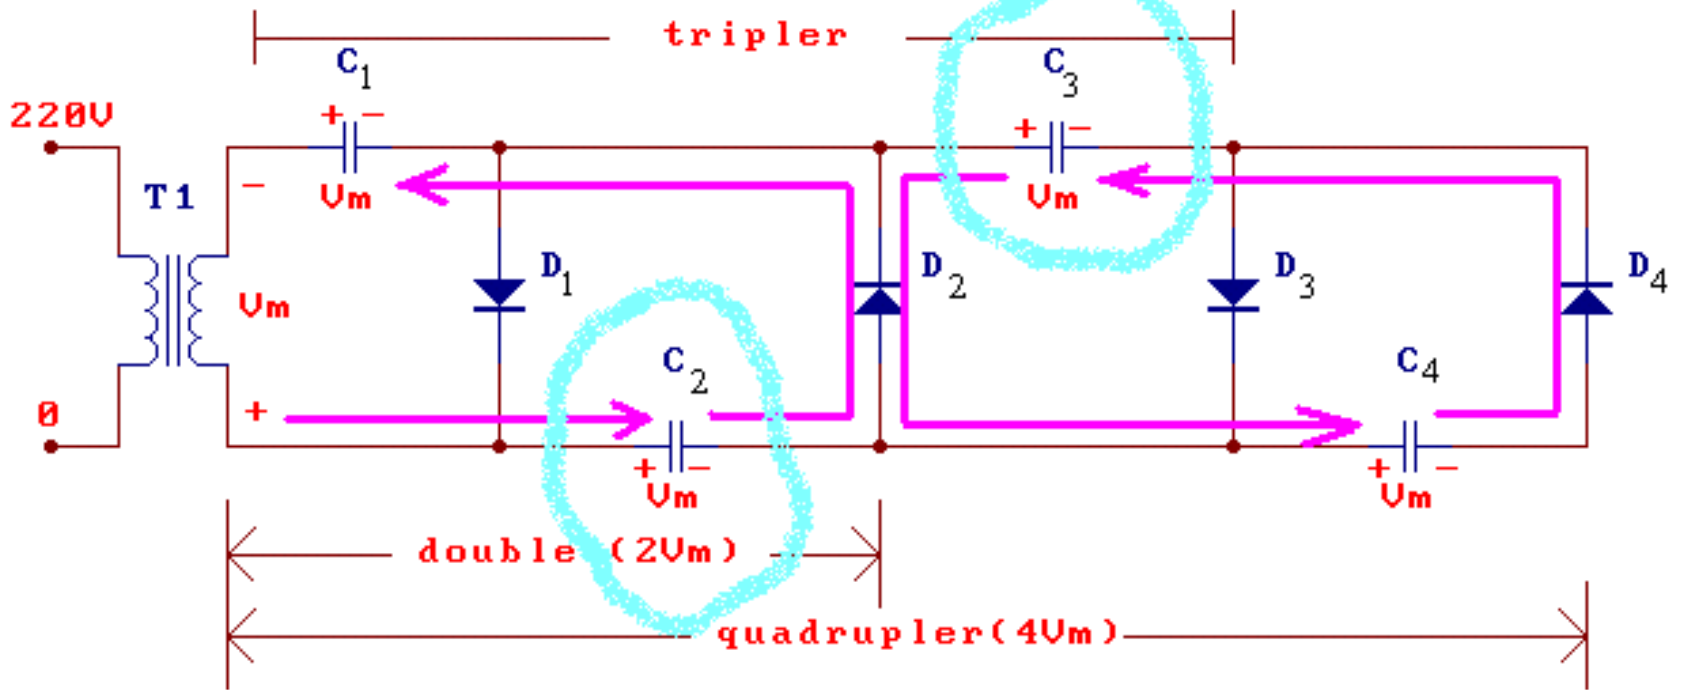 tripler
C1
C3
220V
+ -
+ -
T1
-
Vm
Vm
D1
D2
D3
D4
Vm
C2
C4
0
+
+ -
+ -
Vm
Vm
double (2Vm)
quadrupler(4Vm)